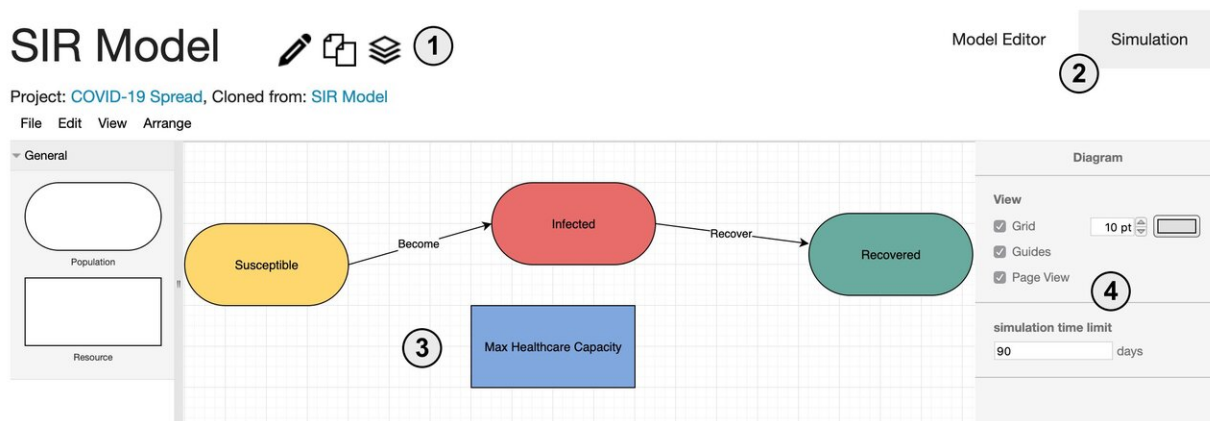 SIR Model
1
Model Editor
Simulation
2
Project: COVID-19 Spread, Cloned from: SIR Model
File Edit View Arrange
General
Population
Resource
Susceptible
Become
Infected
Recover
Recovered
3
Max Healthcare Capacity
Diagram
View
Grid 10 pt
Guides
Page View
4
simulation time limit
90 days